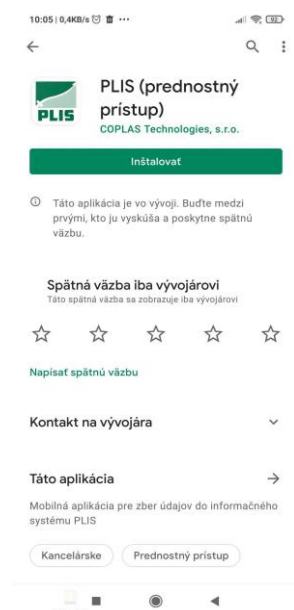 10:05 | 0,4KB/s
92
PLIS
PLIS (prednostný
prístup)
COPLAS Technologies, s.r.o.
Inštalovať
Táto aplikácia je vo vývoji. Buďte medzi
prvými, kto ju vyskúša a poskytne spätnú
väzbu.
Spätná väzba iba vývojárovi
Táto spätná väzba sa zobrazuje iba vývojárovi
Napísať spätnú väzbu
Kontakt na vývojára
Táto aplikácia
Mobilná aplikácia pre zber údajov do informačného
systému PLIS
Kancelárske
Prednostný prístup